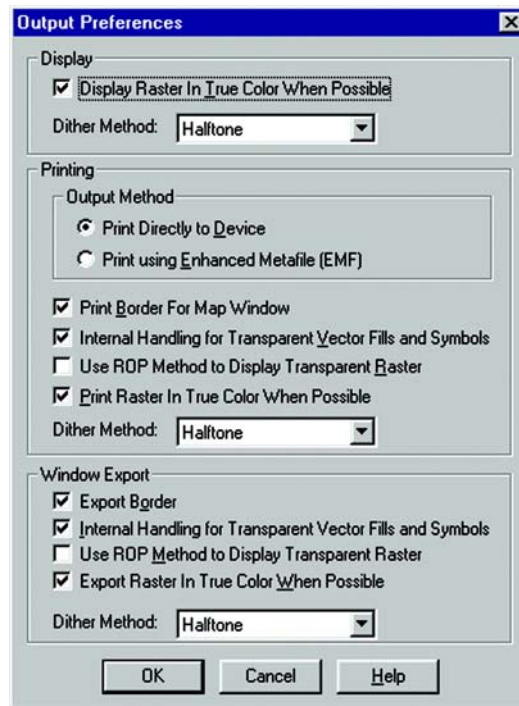 Output Preferences
Display
Display Raster In True Color When Possible
Dither Method: Halftone
Printing
Output Method
Print Directly to Device
Print using Enhanced Metafile (EMF)
Print Border For Map Window
Internal Handling for Transparent Vector Fills and Symbols
Use ROP Method to Display Transparent Raster
Print Raster In True Color When Possible
Dither Method: Halftone
Window Export
Export Border
Internal Handling for Transparent Vector Fills and Symbols
Use ROP Method to Display Transparent Raster
Export Raster In True Color When Possible
Dither Method: Halftone
OK Cancel Help